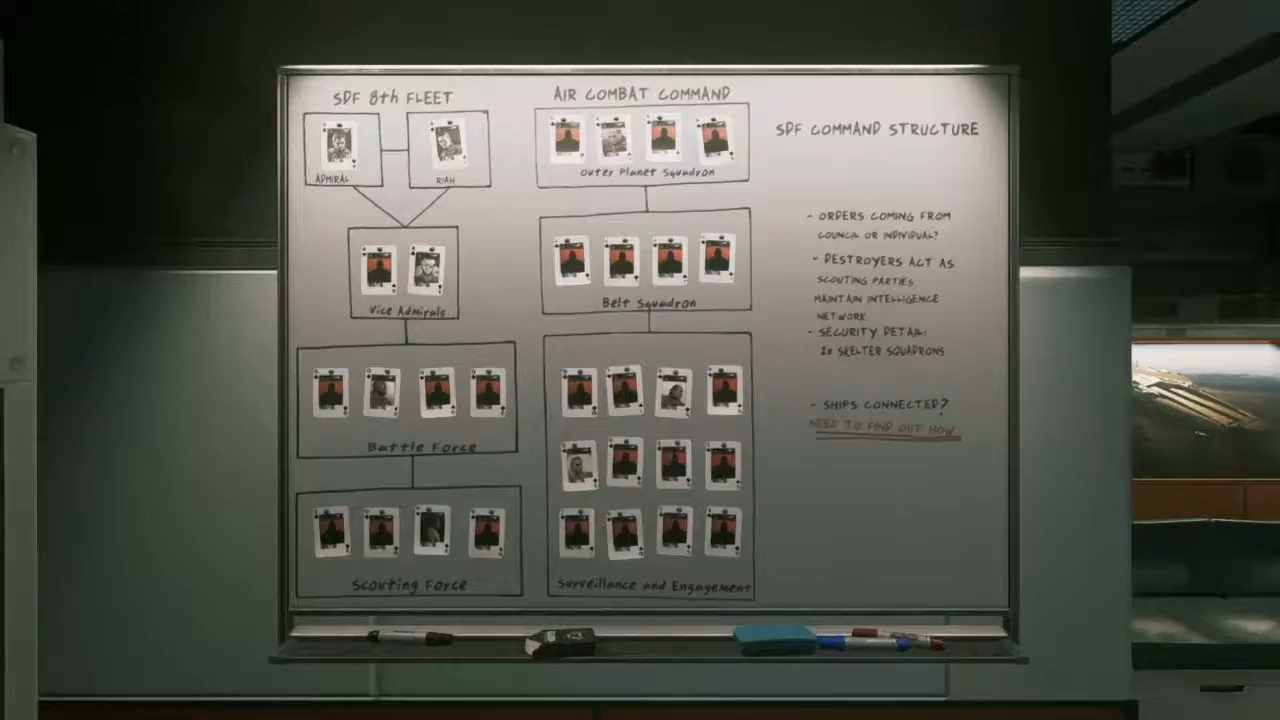 SDF 8th FLEET
ADMIRAL
RIAH
Vice Admirals
Battle Force
Scouting Force
AIR COMBAT COMMAND
Outer Planet Squadron
Belt Squadron
Surveillance and Engagement
SDF COMMAND STRUCTURE
- ORDERS COMING FROM
COUNCIL OR INDIVIDUAL?
- DESTROYERS ACT AS
SCOUTING PARTIES
MAINTAIN INTELLIGENCE
NETWORK
- SECURITY DETAIL:
2x SKELTER SQUADRONS
- SHIPS CONNECTED?
NEED TO FIND OUT HOW